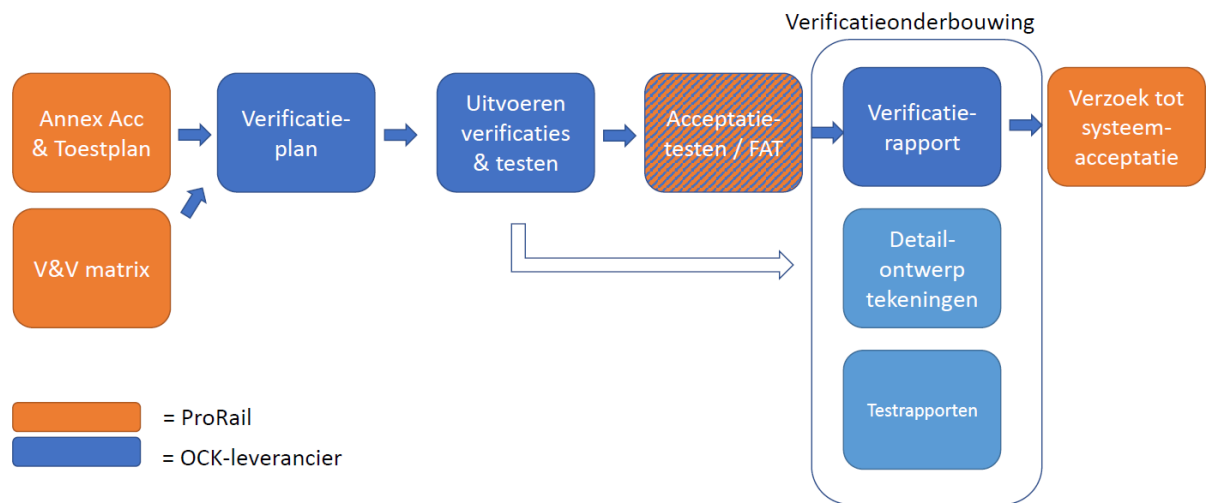 Verificatieonderbouwing
Annex Acc
& Toestplan
Verificatie-
plan
Uitvoeren
verificaties
& testen
Acceptatie-
testen / FAT
Verificatie-
rapport
Verzoek tot
systeem-
acceptatie
V&V matrix
Detail-
ontwerp
tekeningen
Testrapporten
= ProRail
= OCK-leverancier